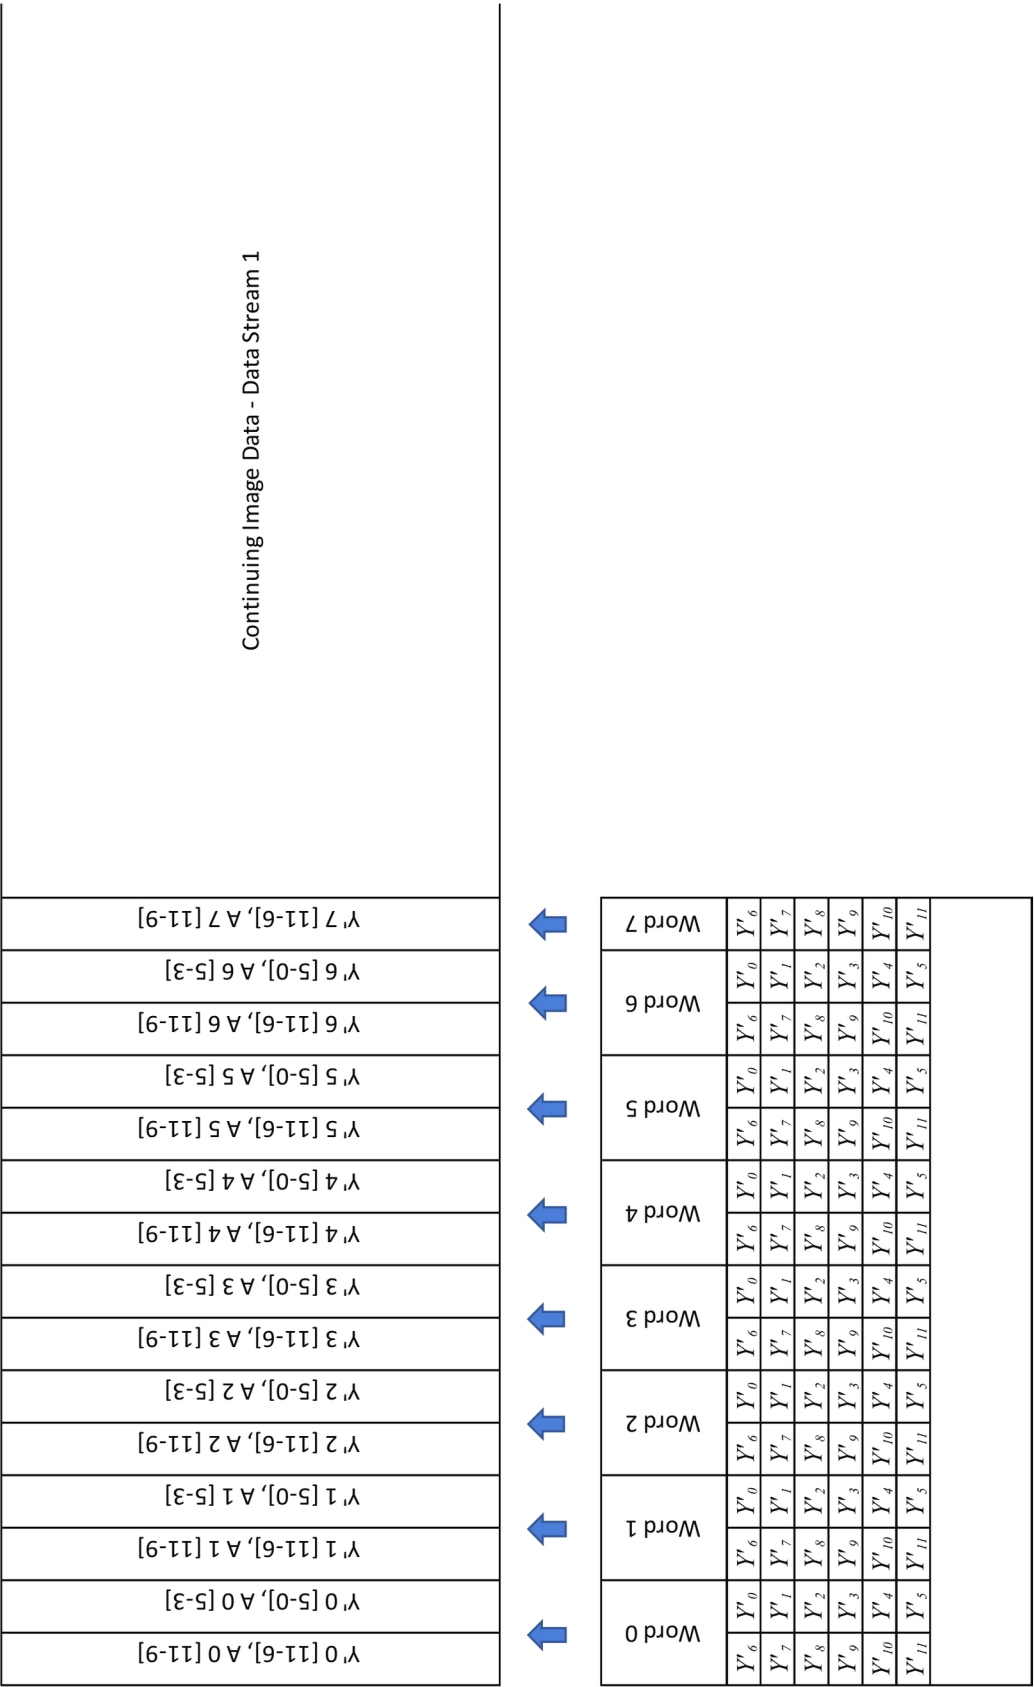 Y' 0 [11-6], A 0 [11-9]
Y' 0 [5-0], A 0 [5-3]
Y' 1 [11-6], A 1 [11-9]
Y' 1 [5-0], A 1 [5-3]
Y' 2 [11-6], A 2 [11-9]
Y' 2 [5-0], A 2 [5-3]
Y' 3 [11-6], A 3 [11-9]
Y' 3 [5-0], A 3 [5-3]
Y' 4 [11-6], A 4 [11-9]
Y' 4 [5-0], A 4 [5-3]
Y' 5 [11-6], A 5 [11-9]
Y' 5 [5-0], A 5 [5-3]
Y' 6 [11-6], A 6 [11-9]
Y' 6 [5-0], A 6 [5-3]
Y' 7 [11-6], A 7 [11-9]
Continuing Image Data - Data Stream 1
Word 0 Word 1 Word 2 Word 3 Word 4 Word 5 Word 6 Word 7
Y'6 Y'0 Y'6 Y'0 Y'6 Y'0 Y'6 Y'0 Y'6 Y'0 Y'6 Y'0 Y'6 Y'0 Y'6
Y'7 Y'1 Y'7 Y'1 Y'7 Y'1 Y'7 Y'1 Y'7 Y'1 Y'7 Y'1 Y'7 Y'1 Y'7
Y'8 Y'2 Y'8 Y'2 Y'8 Y'2 Y'8 Y'2 Y'8 Y'2 Y'8 Y'2 Y'8 Y'2 Y'8
Y'9 Y'3 Y'9 Y'3 Y'9 Y'3 Y'9 Y'3 Y'9 Y'3 Y'9 Y'3 Y'9 Y'3 Y'9
Y'10 Y'4 Y'10 Y'4 Y'10 Y'4 Y'10 Y'4 Y'10 Y'4 Y'10 Y'4 Y'10 Y'4 Y'10
Y'11 Y'5 Y'11 Y'5 Y'11 Y'5 Y'11 Y'5 Y'11 Y'5 Y'11 Y'5 Y'11 Y'5 Y'11